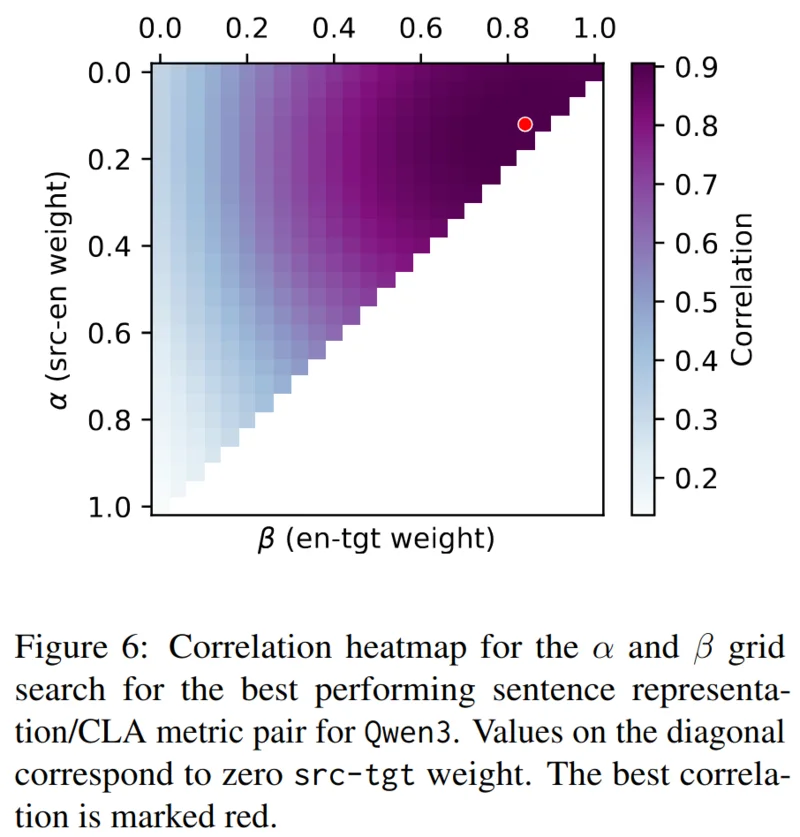 0.0 0.2 0.4 0.6 0.8 1.0
0.0
0.2
0.4
0.6
0.8
1.0
α (src-en weight)
β (en-tgt weight)
0.9
0.8
0.7
0.6
0.5
0.4
0.3
0.2
Correlation
Figure 6: Correlation heatmap for the α and β grid
search for the best performing sentence representa-
tion/CLA metric pair for Qwen3. Values on the diagonal
correspond to zero src-tgt weight. The best correla-
tion is marked red.